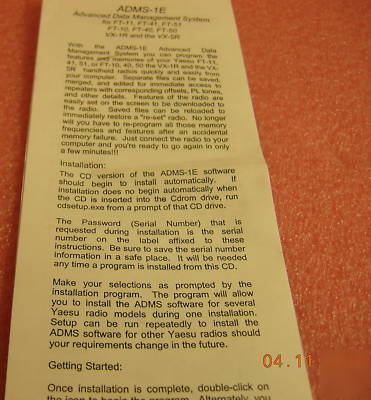 ADMS-1E
Advanced Data Management System
for FT-11, FT-41, FT-51
FT-10, FT-40, FT-50
VX-1R and the VX-5R
With the ADMS-1E Advanced Data
Management System you can program the
features and memories of your Yaesu FT-11,
41, 51, or FT-10, 40, 50 the VX-1R and the VX-
5R handheld radios quickly and easily from
your computer. Separate files can be saved,
merged, and edited for immediate access to
repeaters with corresponding offsets, PL tones,
and other details. Features of the radio are
easily set on the screen to be downloaded to
the radio. Saved files can be reloaded to
immediately restore a "re-set" radio. No longer
will you have to re-program all those memory
frequencies and features after an accidental
memory failure. Just connect the radio to your
computer and you're ready to go again in only
a few minutes!!!
Installation:
The CD version of the ADMS-1E software
should begin to install automatically. If
installation does no begin automatically when
the CD is inserted into the Cdrom drive, run
cdsetup.exe from a prompt of that CD drive.
The Password (Serial Number) that is
requested during installation is the serial
number on the label affixed to these
instructions. Be sure to save the serial number
information in a safe place. It will be needed
any time a program is installed from this CD.
Make your selections as prompted by the
installation program. The program will allow
you to install the ADMS software for several
Yaesu radio models during one installation.
Setup can be run repeatedly to install the
ADMS software for other Yaesu radios should
your requirements change in the future.
Getting Started:
Once installation is complete, double-click on
the icon to begin the program. Alternately, you
04.11